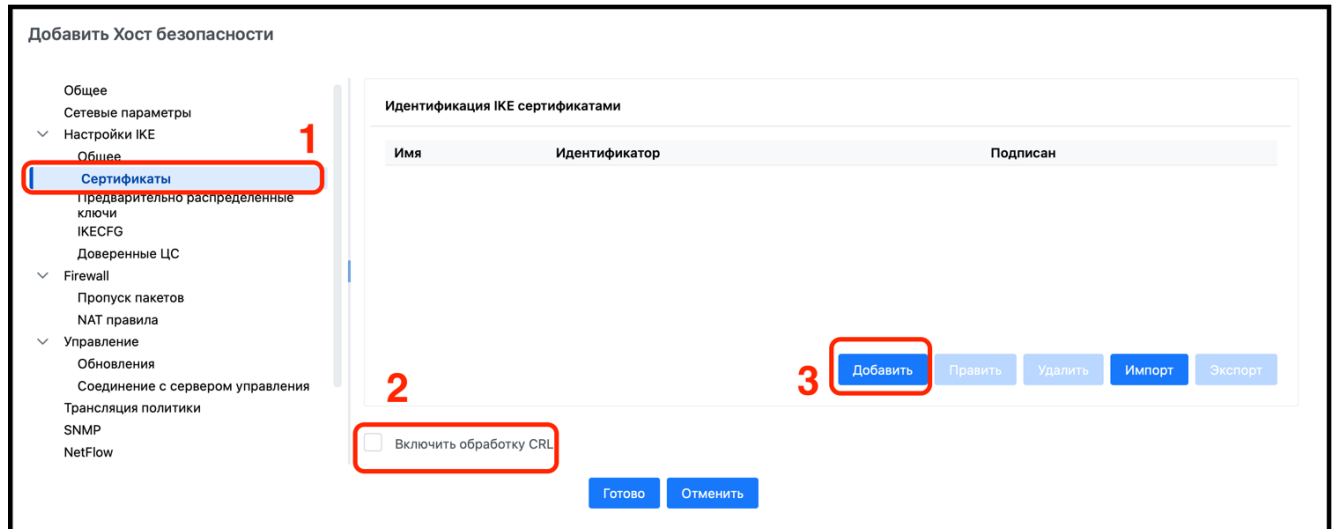 Добавить Хост безопасности
Общее
Сетевые параметры
Настройки IKE
1
Общее
Сертификаты
Предварительно распределенные
ключи
IKECFG
Доверенные ЦС
Firewall
Пропуск пакетов
NAT правила
Управление
Обновления
Соединение с сервером управления
Трансляция политики
SNMP
NetFlow
Идентификация IKE сертификатами
Имя Идентификатор Подписан
3
Добавить Править Удалить Импорт Экспорт
2
Включить обработку CRL
Готово Отменить